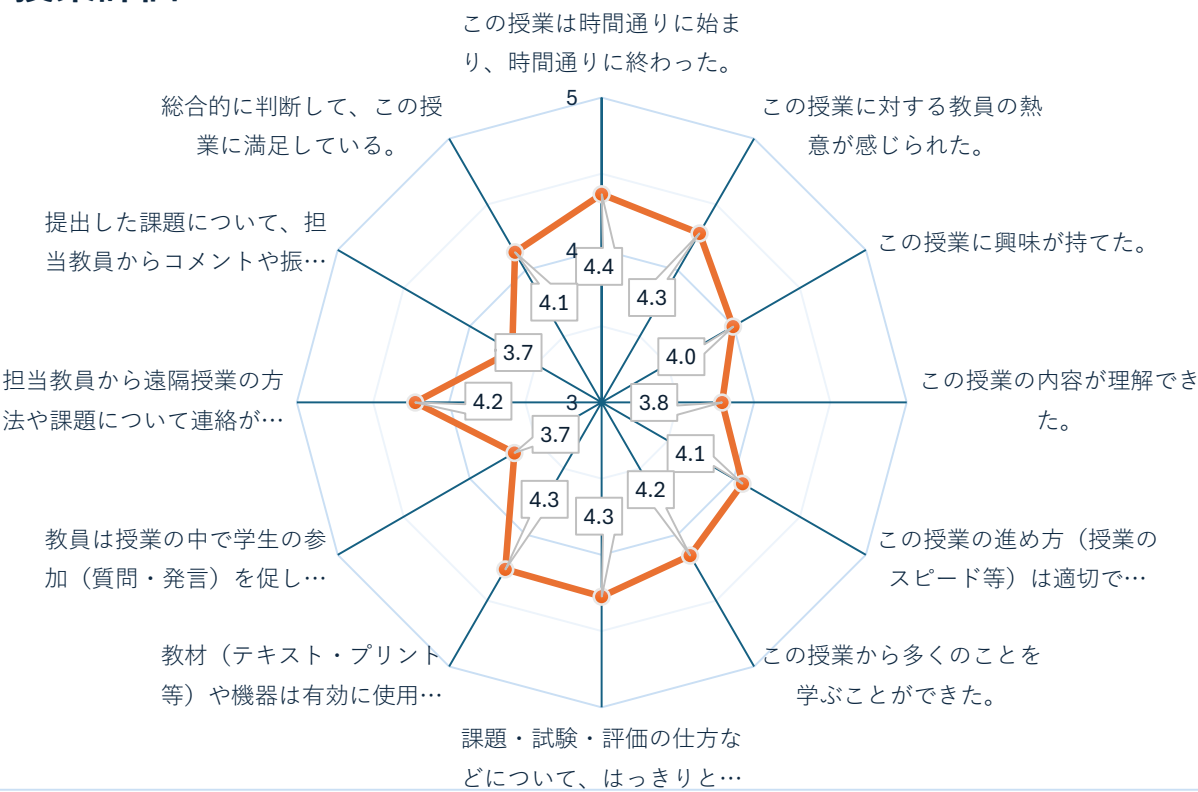 この授業は時間通りに始ま
り、時間通りに終わった。
総合的に判断して、この授
業に満足している。
5
この授業に対する教員の熱
意が感じられた。
提出した課題について、担
当教員からコメントや振…
4
4.4
4.1
4.3
この授業に興味が持てた。
3.7
4.0
担当教員から遠隔授業の方
法や課題について連絡が…
4.2
3
3.8
この授業の内容が理解でき
た。
3.7
4.1
教員は授業の中で学生の参
加（質問・発言）を促し…
4.3
4.3
4.2
この授業の進め方（授業の
スピード等）は適切で…
教材（テキスト・プリント
等）や機器は有効に使用…
この授業から多くのことを
学ぶことができた。
課題・試験・評価の仕方な
どについて、はっきりと…